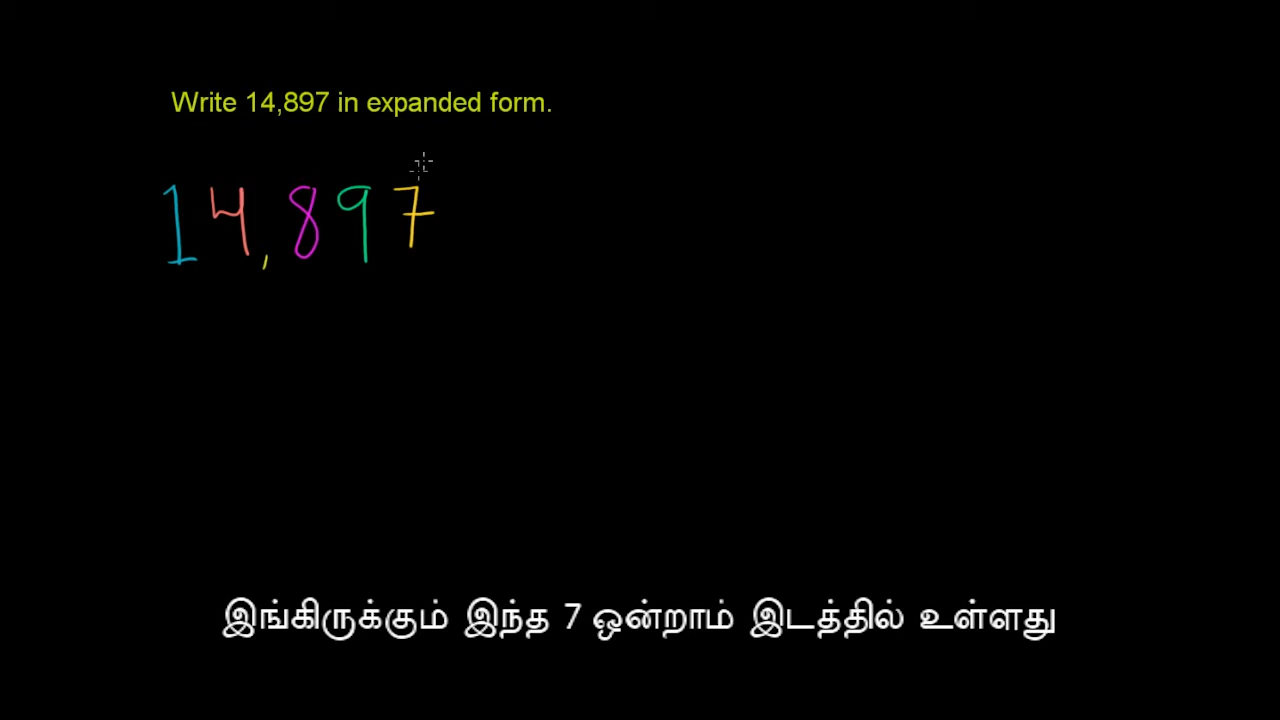 Write 14,897 in expanded form.
14,897
இங்கிருக்கும் இந்த 7 ஒன்றாம் இடத்தில் உள்ளது